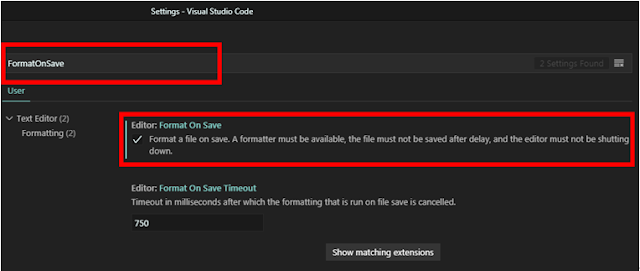 Settings - Visual Studio Code
FormatOnSave
2 Settings Found
User
Text Editor (2)
Formatting (2)
Editor: Format On Save
Format a file on save. A formatter must be available, the file must not be saved after delay, and the editor must not be shutting
down.
Editor: Format On Save Timeout
Timeout in milliseconds after which the formatting that is run on file save is cancelled.
750
Show matching extensions